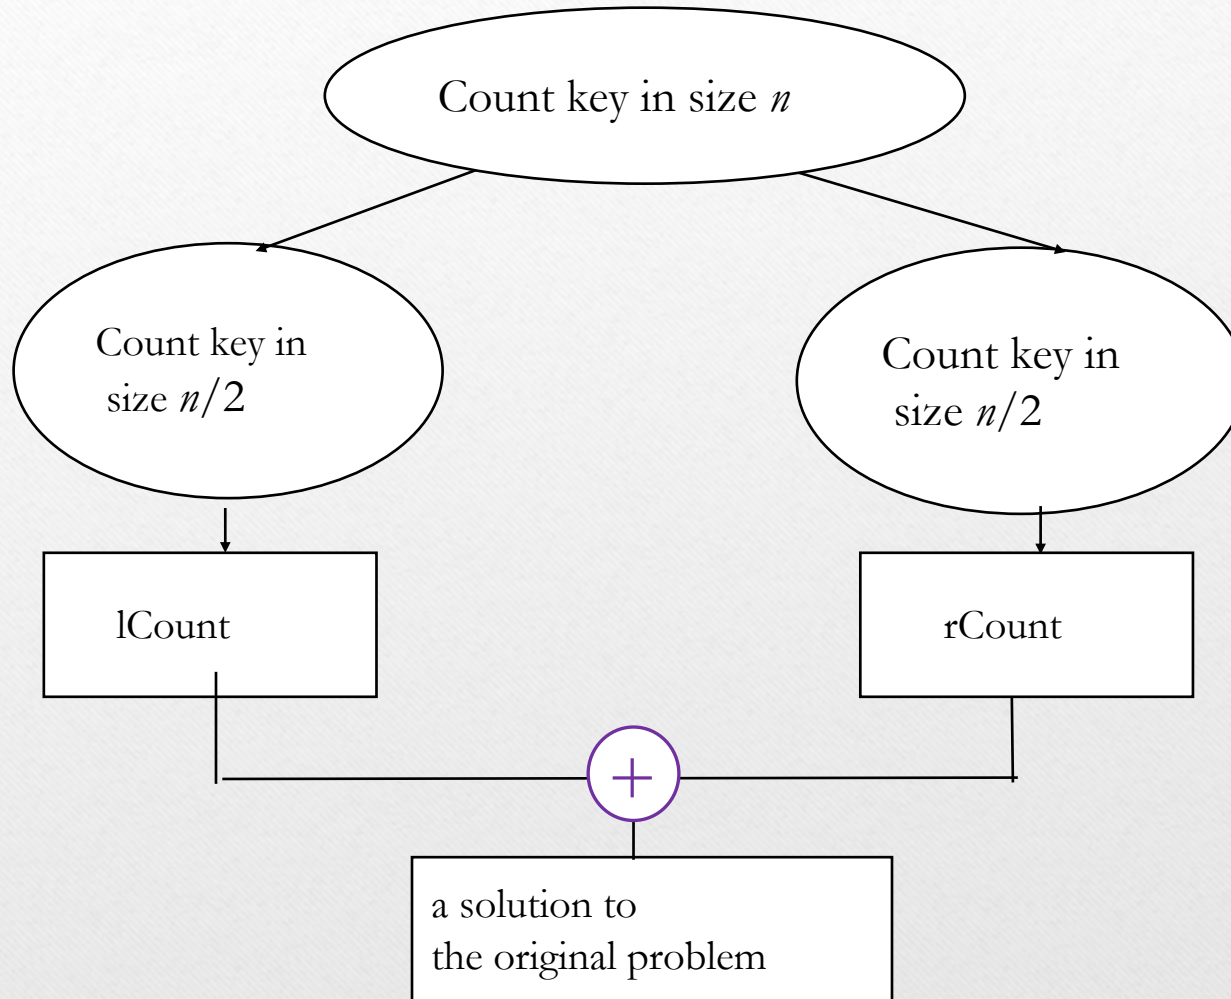 Count key in size n
Count key in
size n/2
Count key in
size n/2
lCount
rCount
+
a solution to
the original problem